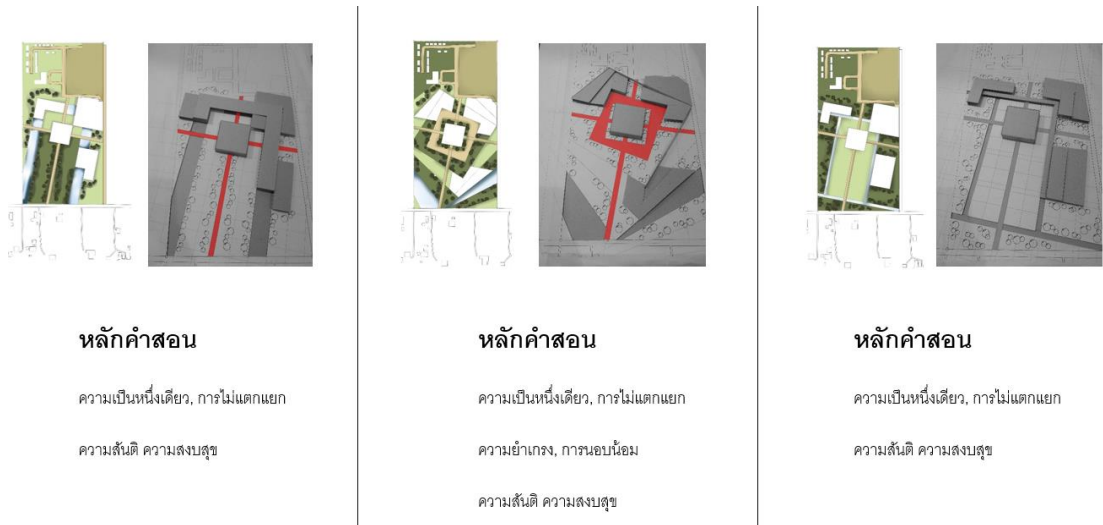 หลักคำสอน
ความเป็นหนึ่งเดียว, การไม่แตกแยก
ความสันติ ความสงบสุข
หลักคำสอน
ความเป็นหนึ่งเดียว, การไม่แตกแยก
ความยำเกรง, การนอบน้อม
ความสันติ ความสงบสุข
หลักคำสอน
ความเป็นหนึ่งเดียว, การไม่แตกแยก
ความสันติ ความสงบสุข